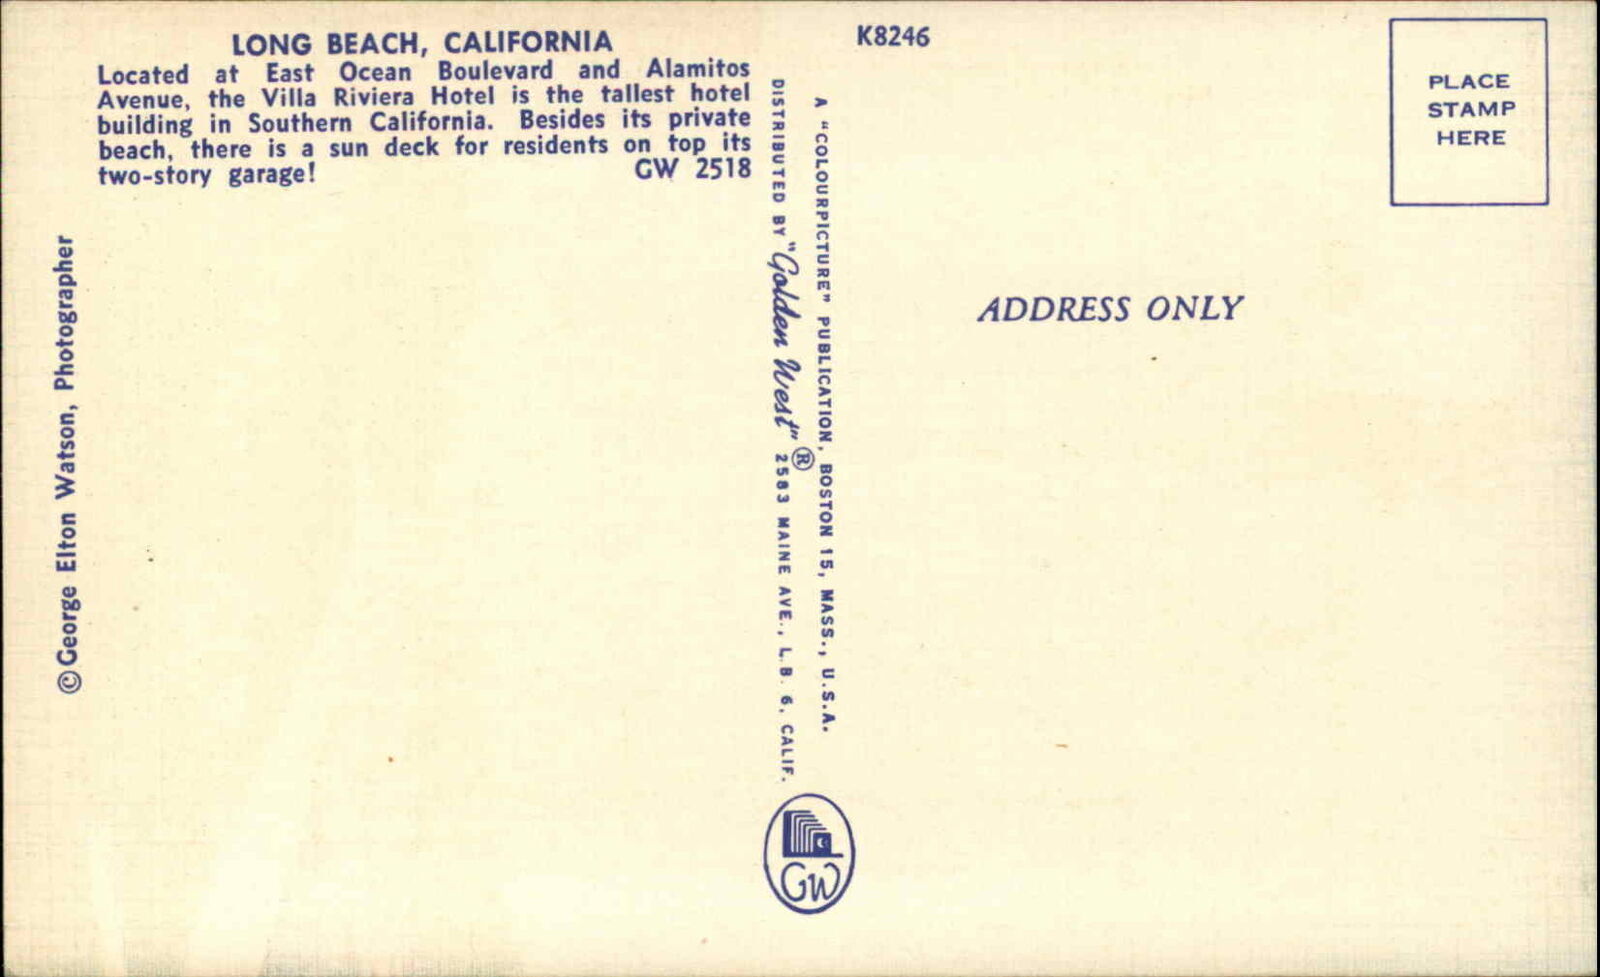 LONG BEACH, CALIFORNIA
Located at East Ocean Boulevard and Alamitos
Avenue, the Villa Riviera Hotel is the tallest hotel
building in Southern California. Besides its private
beach, there is a sun deck for residents on top its
two-story garage! GW 2518
©George Elton Watson, Photographer
DISTRIBUTED BY "Golden West"® 2583 MAINE AVE., L.B. 6, CALIF.
A "COLOURPICTURE" PUBLICATION, BOSTON 15, MASS., U.S.A.
GW
K8246
PLACE
STAMP
HERE
ADDRESS ONLY